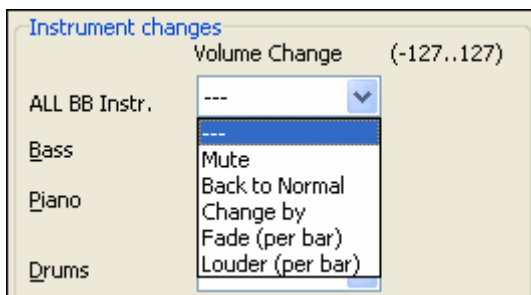 Instrument changes
Volume Change (-127..127)
ALL BB Instr. ---
---
Bass
Mute
Back to Normal
Piano
Change by
Fade (per bar)
Louder (per bar)
Drums